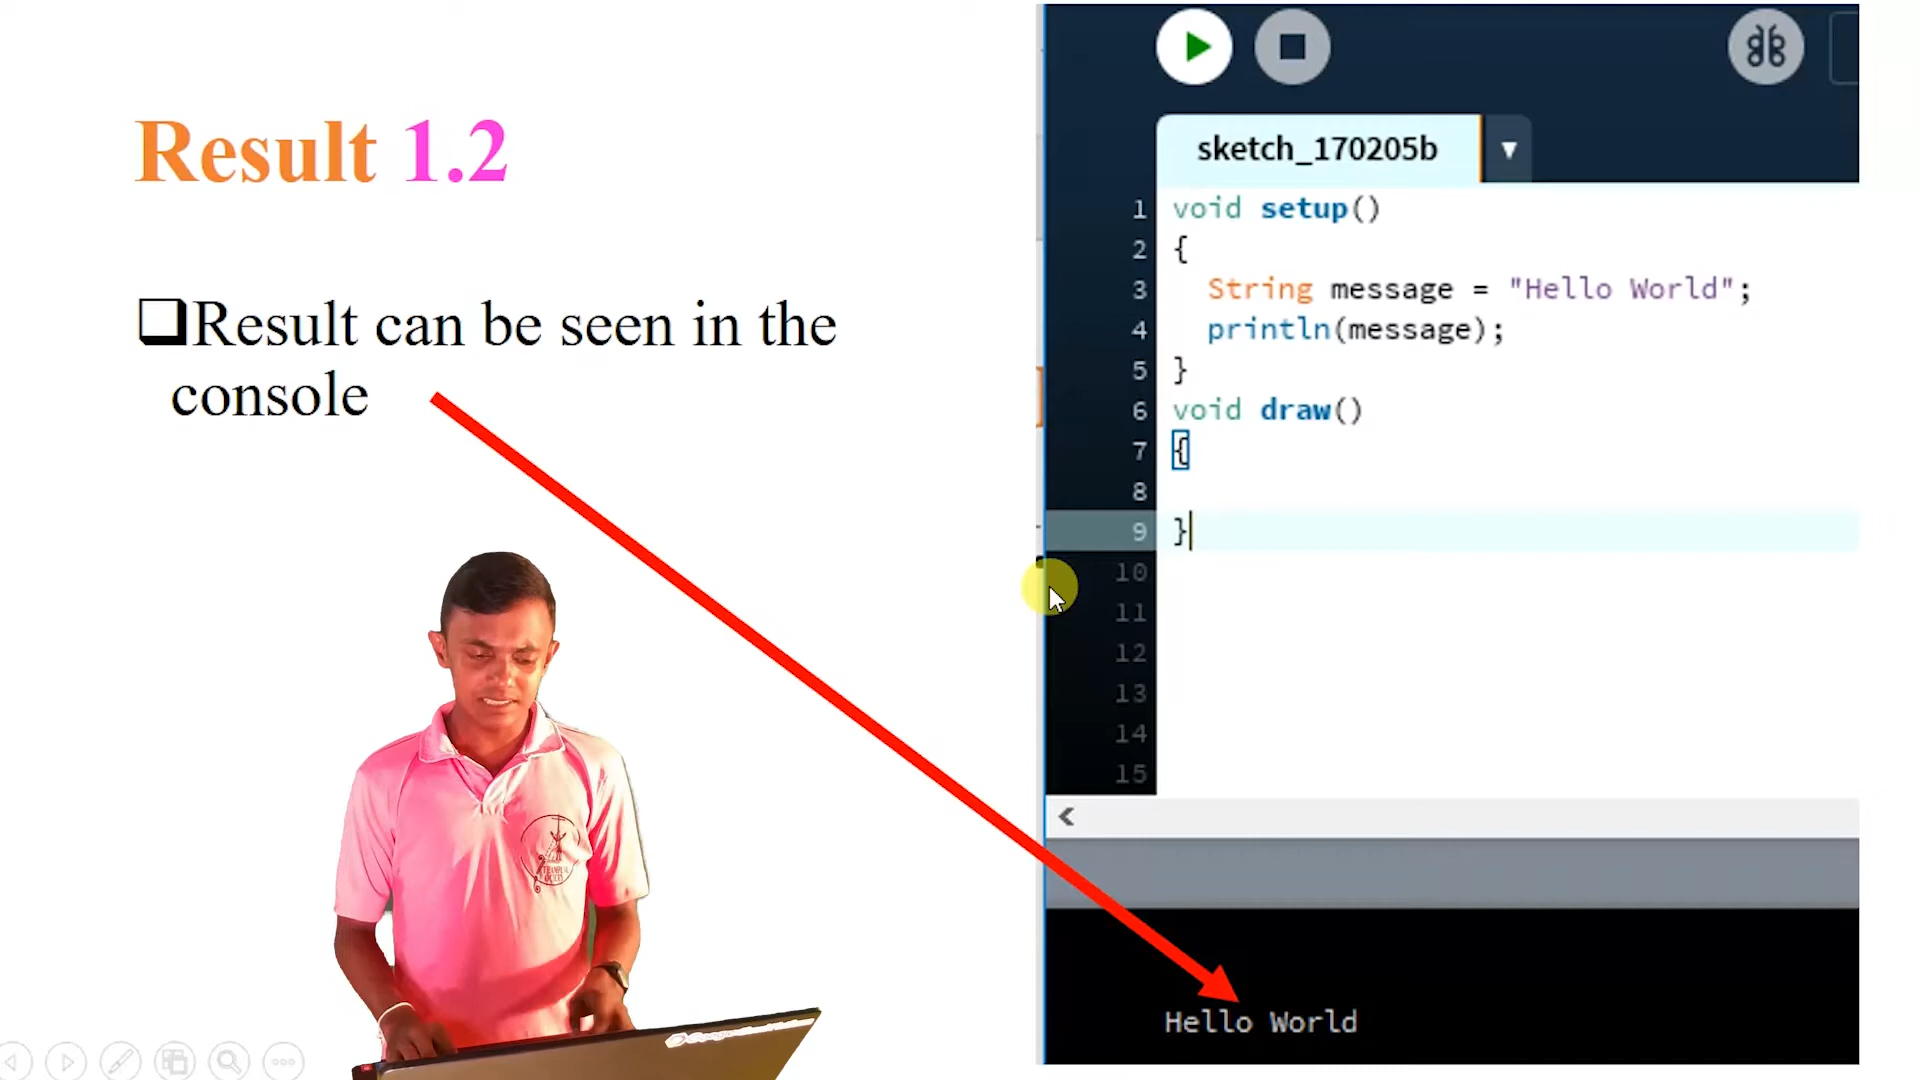 Result 1.2
Result can be seen in the
console
sketch_170205b
1 void setup()
2 {
3 String message = "Hello World";
4 println(message);
5 }
6 void draw()
7 {
8
9 }
10
11
12
13
14
15
Hello World